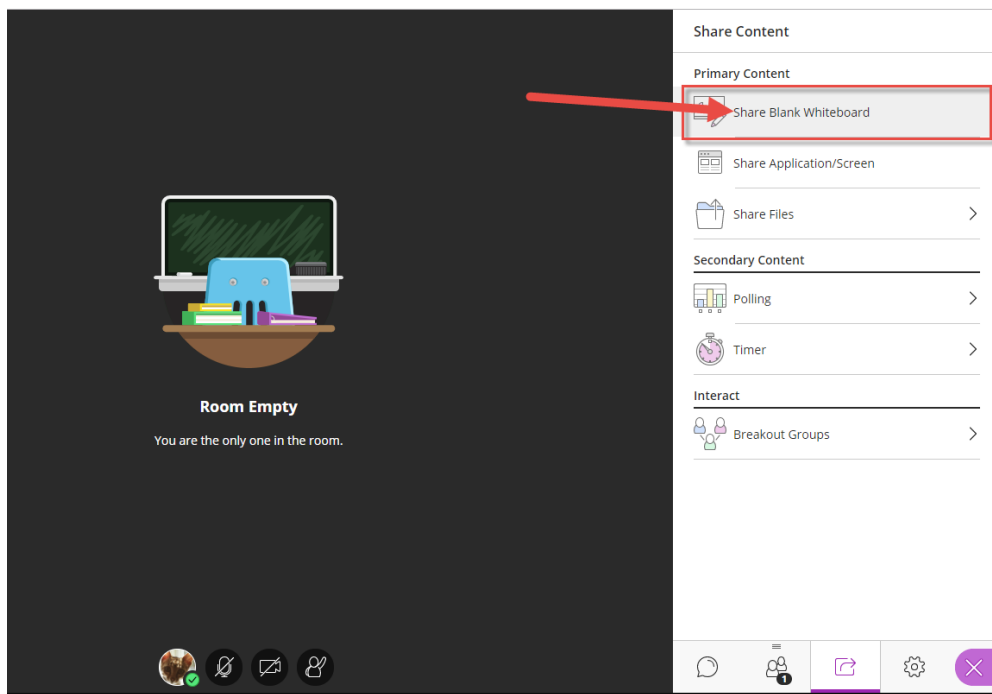 Share Content
Primary Content
Share Blank Whiteboard
Share Application/Screen
Share Files
Secondary Content
Polling
Timer
Interact
Breakout Groups
Room Empty
You are the only one in the room.
1